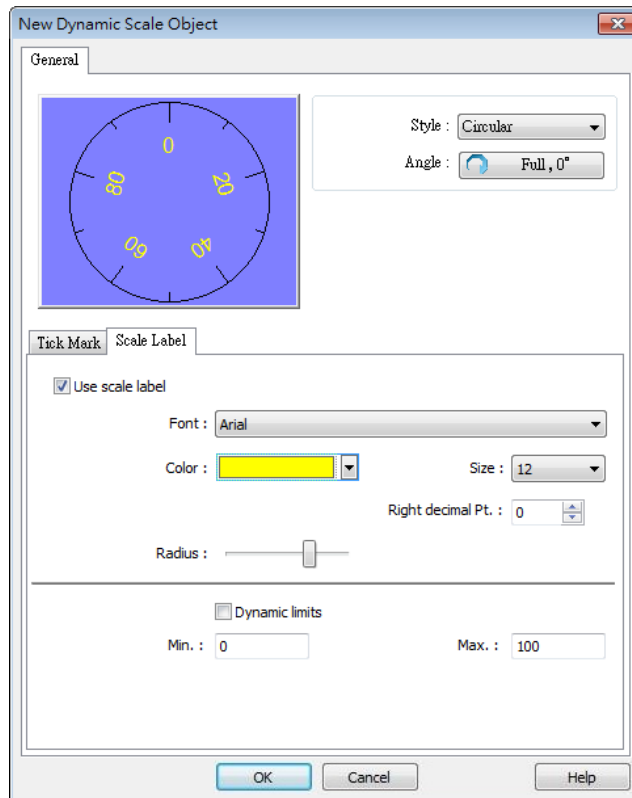 New Dynamic Scale Object
General
0
20
40
60
80
Style : Circular
Angle : Full , 0°
Tick Mark Scale Label
Use scale label
Font : Arial
Color : Size : 12
Right decimal Pt. : 0
Radius :
Dynamic limits
Min. : 0 Max. : 100
OK Cancel Help